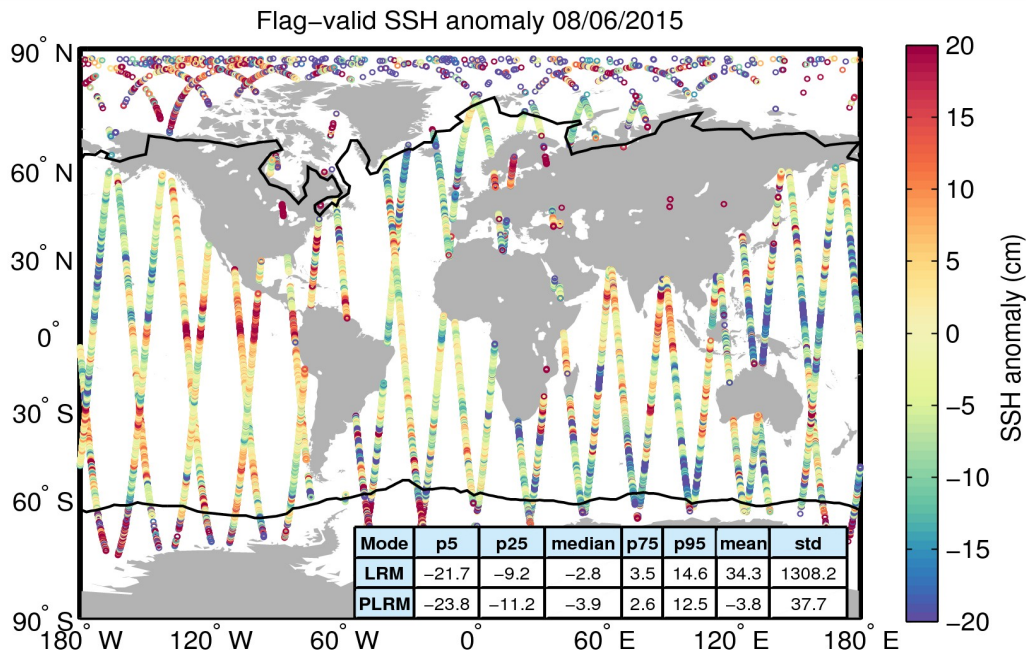 Flag−valid SSH anomaly 08/06/2015
90° N
60° N
30° N
0°
30° S
60° S
90° S
180° W
120° W
60° W
0°
60° E
120° E
180° E
Mode p5 p25 median p75 p95 mean std
LRM −21.7 −9.2 −2.8 3.5 14.6 34.3 1308.2
PLRM −23.8 −11.2 −3.9 2.6 12.5 −3.8 37.7
20
15
10
5
0
−5
−10
−15
−20
SSH anomaly (cm)